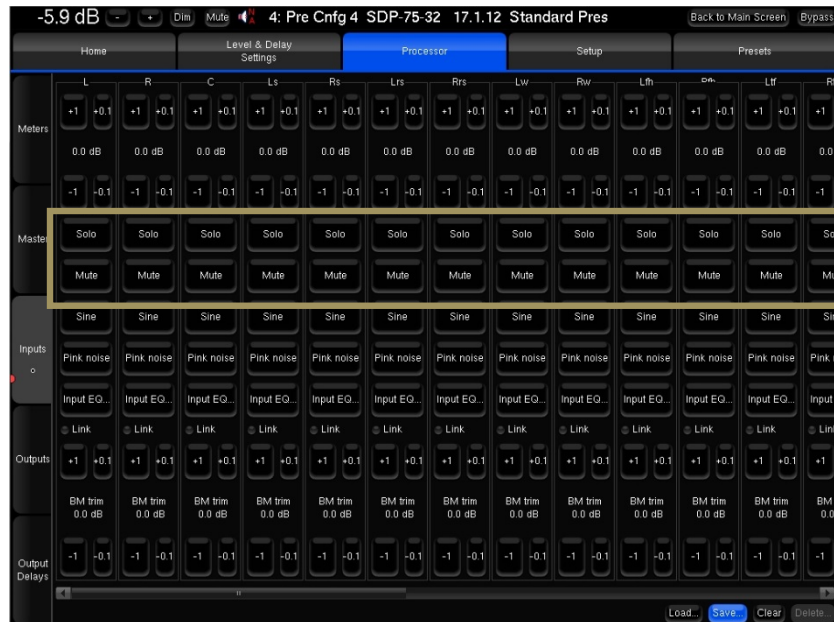 -5.9 dB - + Dim Mute N A 4: Pre Cnfg 4 SDP-75-32 17.1.12 Standard Pres Back to Main Screen Bypass
Home Level & Delay Settings Processor Setup Presets
L R C Ls Rs Lrs Rrs Lw Rw Lfh Rfh Ltf
Meters
+1 +0.1 +1 +0.1 +1 +0.1 +1 +0.1 +1 +0.1 +1 +0.1 +1 +0.1 +1 +0.1 +1 +0.1 +1 +0.1 +1 +0.1 +1 +0.1 +1
0.0 dB 0.0 dB 0.0 dB 0.0 dB 0.0 dB 0.0 dB 0.0 dB 0.0 dB 0.0 dB 0.0 dB 0.0 dB 0.0 dB 0.0
-1 -0.1 -1 -0.1 -1 -0.1 -1 -0.1 -1 -0.1 -1 -0.1 -1 -0.1 -1 -0.1 -1 -0.1 -1 -0.1 -1 -0.1 -1 -0.1 -1
Master Solo Solo Solo Solo Solo Solo Solo Solo Solo Solo Solo Solo So
Mute Mute Mute Mute Mute Mute Mute Mute Mute Mute Mute Mute Mu
Sine Sine Sine Sine Sine Sine Sine Sine Sine Sine Sine Sine Si
Inputs Pink noise Pink noise Pink noise Pink noise Pink noise Pink noise Pink noise Pink noise Pink noise Pink noise Pink noise Pink noise Pink
Input EQ... Input EQ... Input EQ... Input EQ... Input EQ... Input EQ... Input EQ... Input EQ... Input EQ... Input EQ... Input EQ... Input EQ... Input
Link Link Link Link Link Link Link Link Link Link Link Link Lin
Outputs +1 +0.1 +1 +0.1 +1 +0.1 +1 +0.1 +1 +0.1 +1 +0.1 +1 +0.1 +1 +0.1 +1 +0.1 +1 +0.1 +1 +0.1 +1 +0.1 +1
BM trim BM trim BM trim BM trim BM trim BM trim BM trim BM trim BM trim BM trim BM trim BM trim BM
0.0 dB 0.0 dB 0.0 dB 0.0 dB 0.0 dB 0.0 dB 0.0 dB 0.0 dB 0.0 dB 0.0 dB 0.0 dB 0.0 dB 0.0
Output Delays -1 -0.1 -1 -0.1 -1 -0.1 -1 -0.1 -1 -0.1 -1 -0.1 -1 -0.1 -1 -0.1 -1 -0.1 -1 -0.1 -1 -0.1 -1 -0.1 -1
Load... Save... Clear Delete...